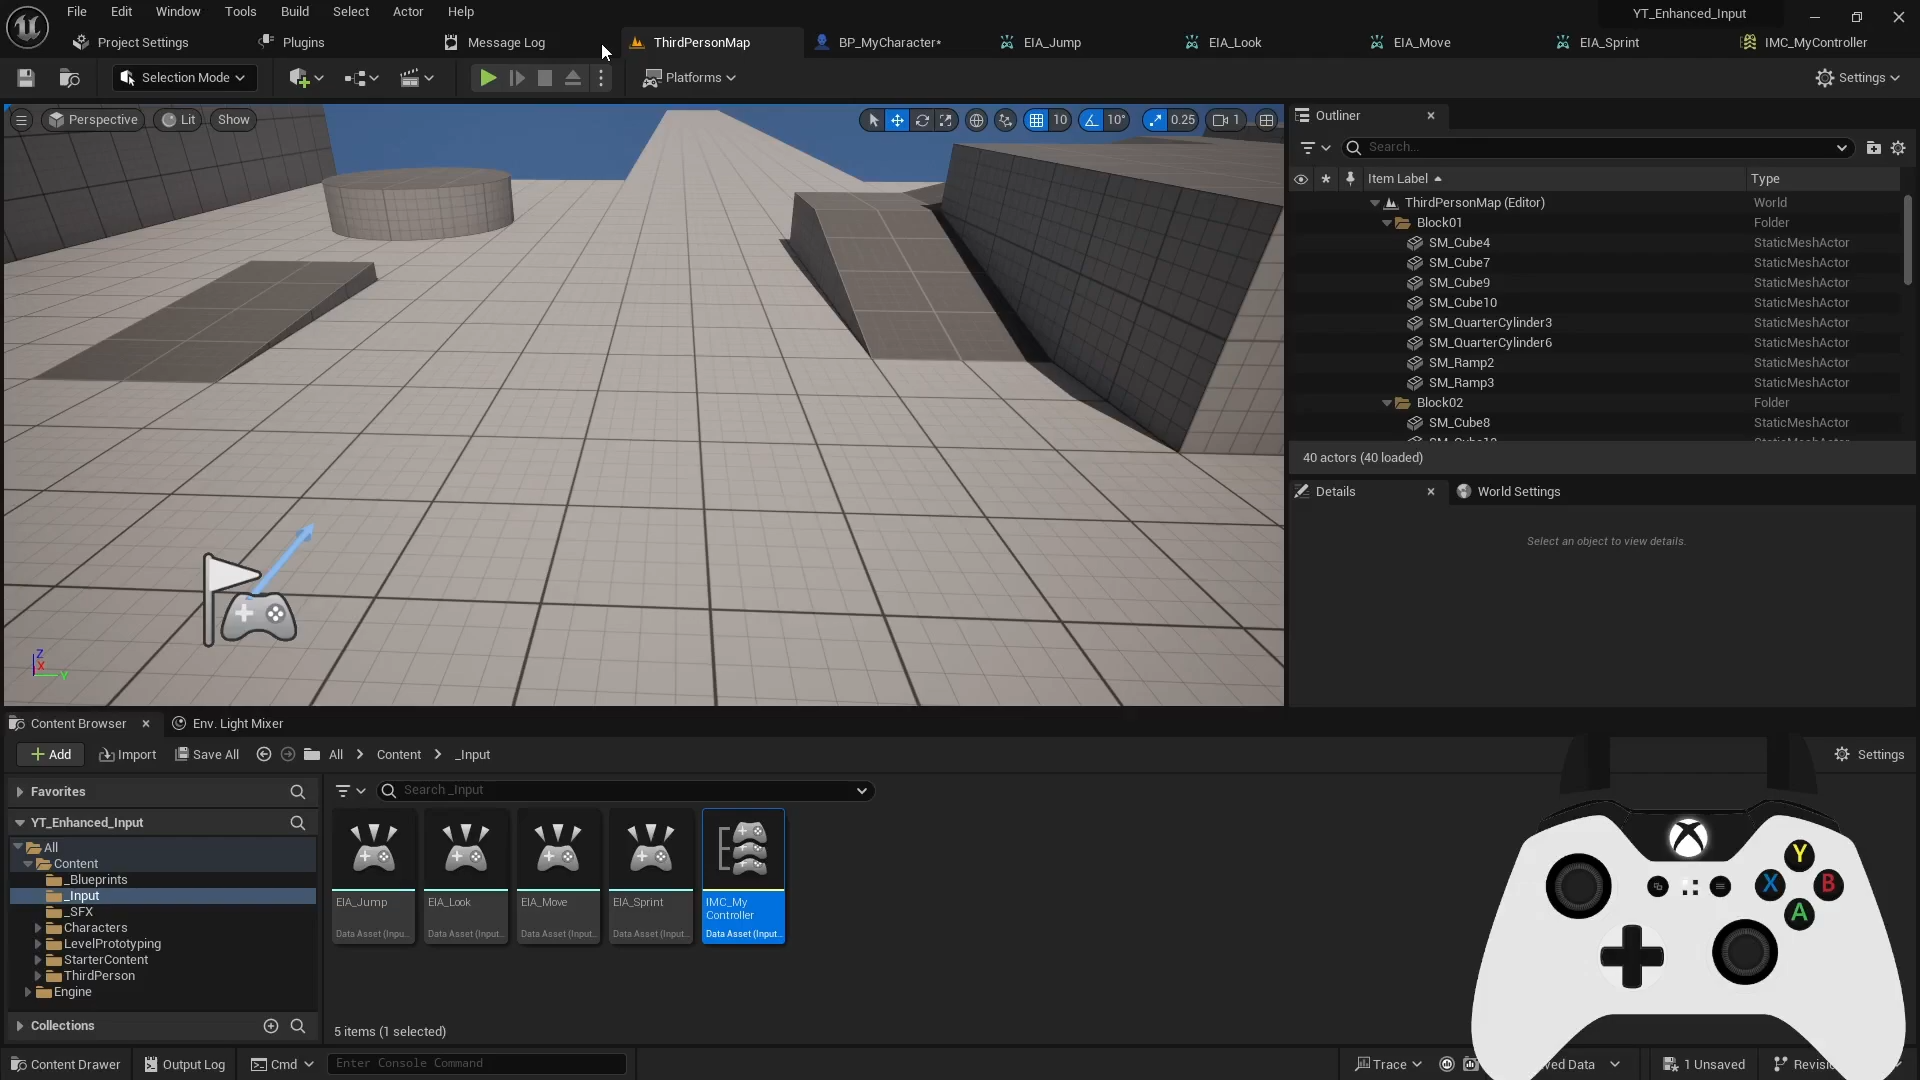 File Edit Window Tools Build Select Actor Help
YT_Enhanced_Input
Project Settings Plugins Message Log ThirdPersonMap BP_MyCharacter* EIA_Jump EIA_Look EIA_Move EIA_Sprint IMC_MyController
Selection Mode Platforms Settings
Perspective Lit Show 10 10° 0.25 1
Outliner
Search...
Item Label Type
ThirdPersonMap (Editor) World
Block01 Folder
SM_Cube4 StaticMeshActor
SM_Cube7 StaticMeshActor
SM_Cube9 StaticMeshActor
SM_Cube10 StaticMeshActor
SM_QuarterCylinder3 StaticMeshActor
SM_QuarterCylinder6 StaticMeshActor
SM_Ramp2 StaticMeshActor
SM_Ramp3 StaticMeshActor
Block02 Folder
SM_Cube8 StaticMeshActor
40 actors (40 loaded)
Details World Settings
Select an object to view details.
Z
X
Y
Content Browser Env. Light Mixer
Add Import Save All All Content _Input Settings
Favorites
Search _Input
YT_Enhanced_Input
All
Content
_Blueprints
_Input
_SFX
Characters
LevelPrototyping
StarterContent
ThirdPerson
Engine
Collections
EIA_Jump EIA_Look EIA_Move EIA_Sprint IMC_My
Controller
Data Asset (Inpu... Data Asset (Input... Data Asset (Inpu... Data Asset (Inpu... Data Asset (Input...
5 items (1 selected)
Y
X B
A
Content Drawer Output Log Cmd Enter Console Command Trace ved Data 1 Unsaved Revisi